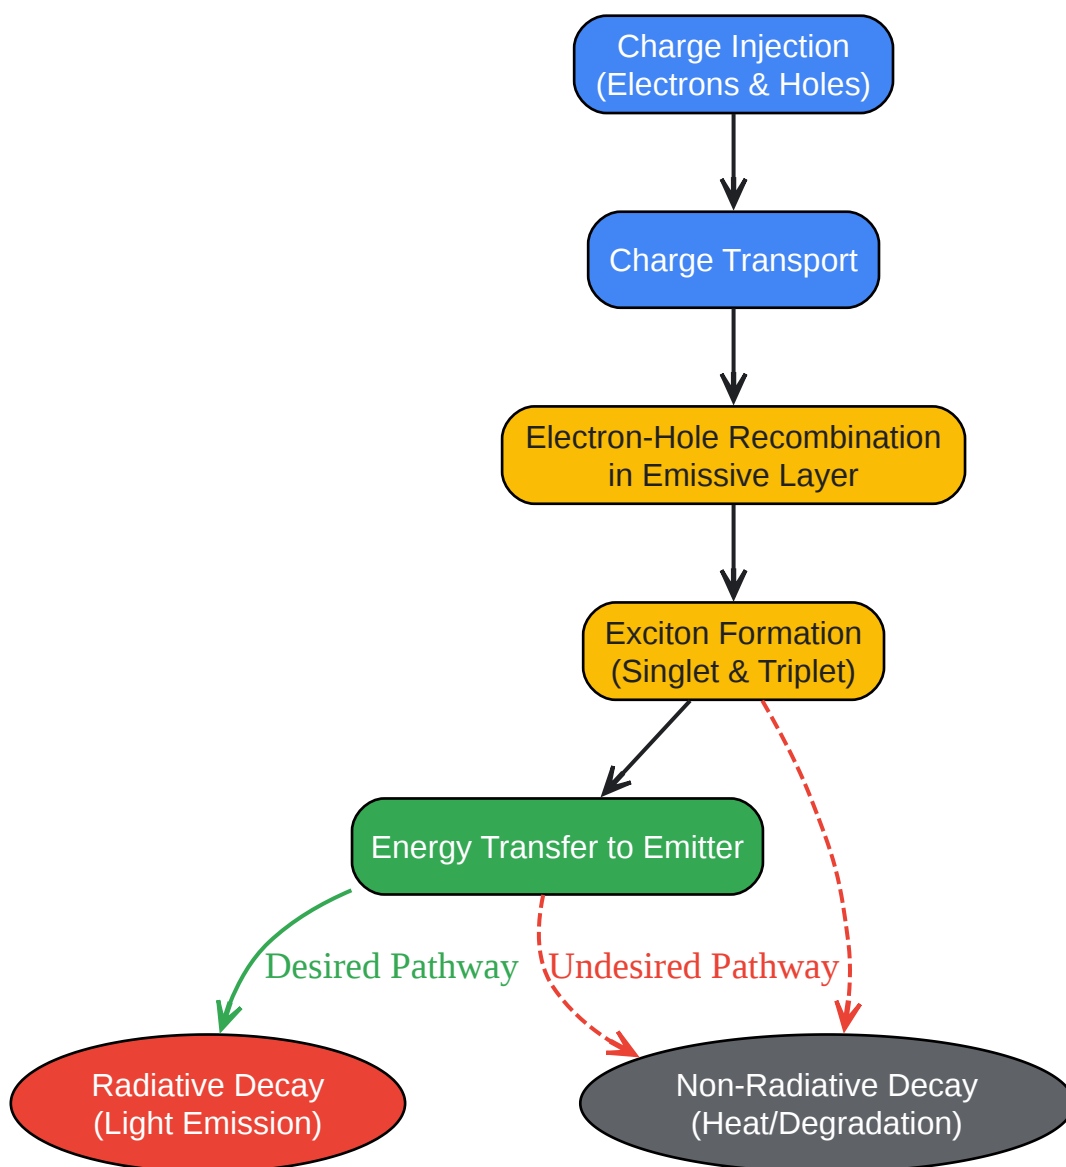 Charge Injection
(Electrons & Holes)
Charge Transport
Electron-Hole Recombination
in Emissive Layer
Exciton Formation
(Singlet & Triplet)
Energy Transfer to Emitter
Desired Pathway
Undesired Pathway
Radiative Decay
(Light Emission)
Non-Radiative Decay
(Heat/Degradation)